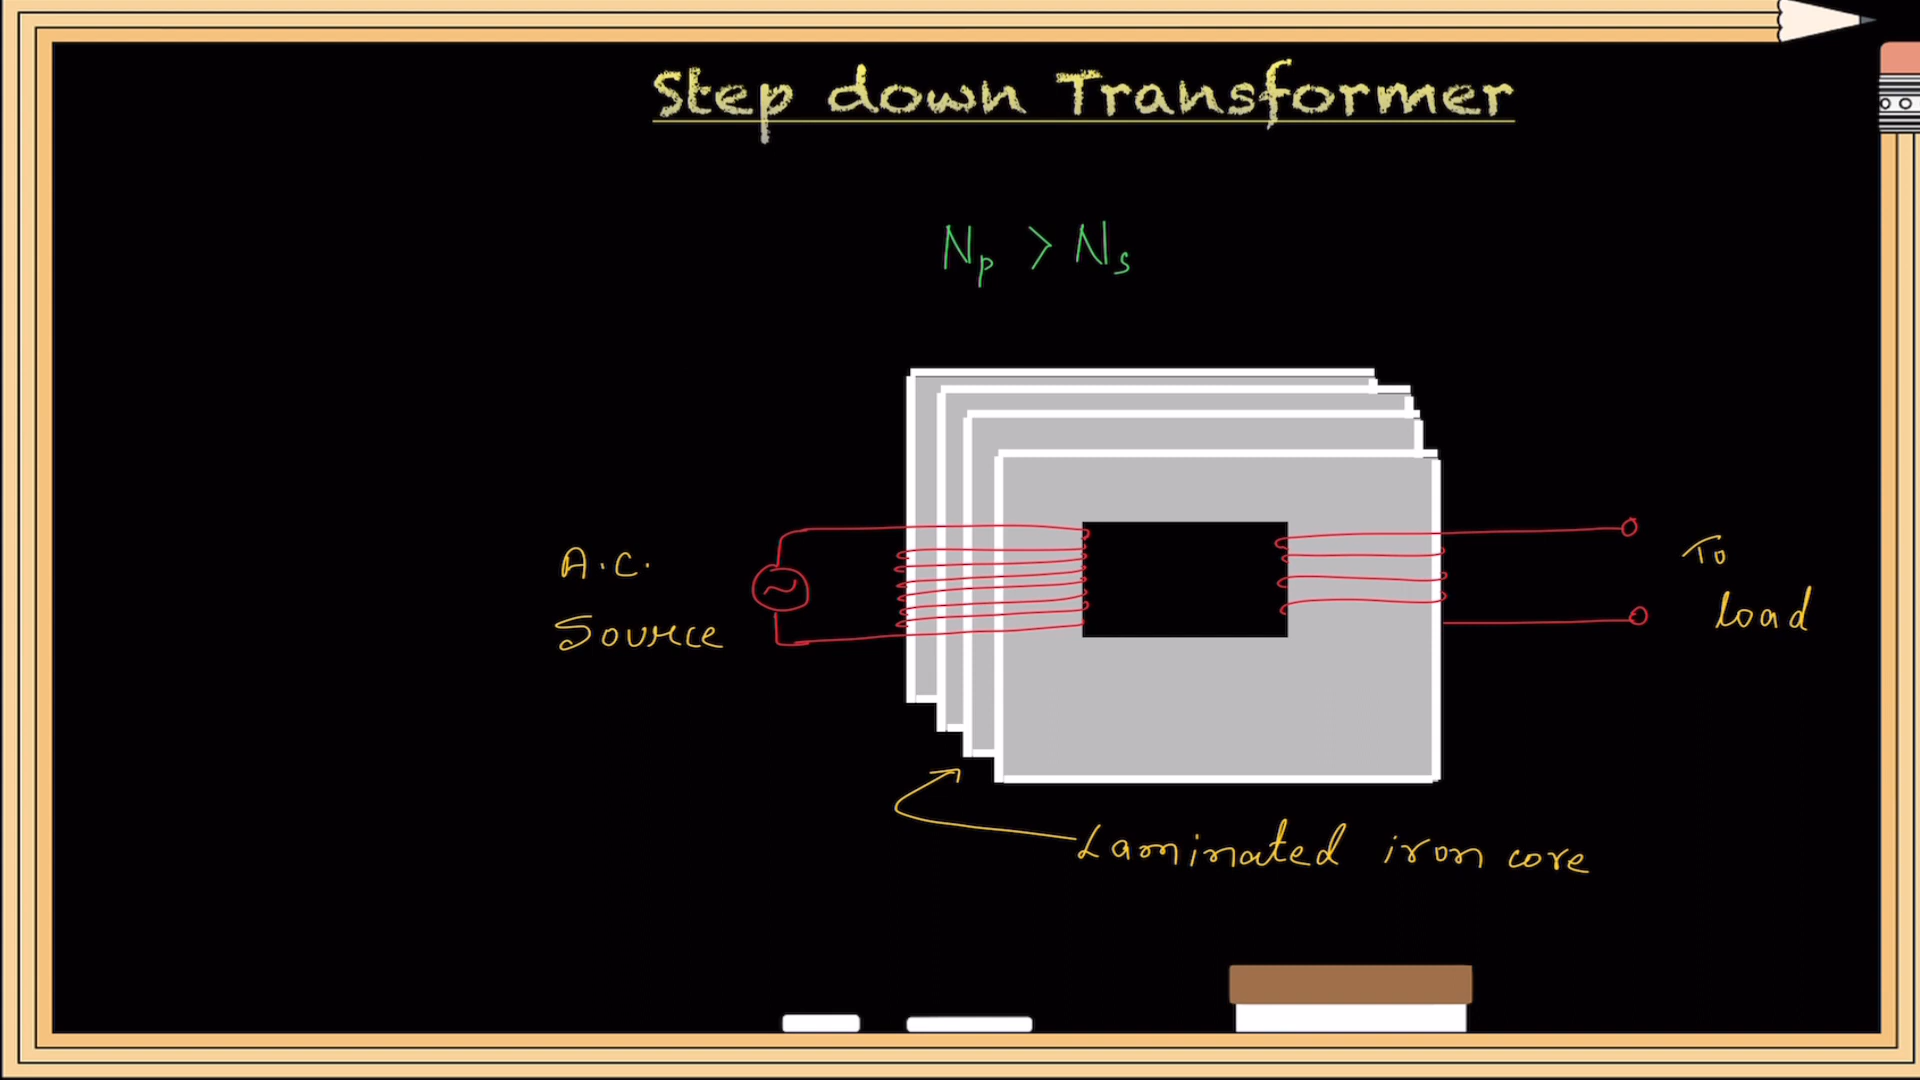 Step down Transformer
Np > Ns
A.C.
Source
To
load
Laminated iron core